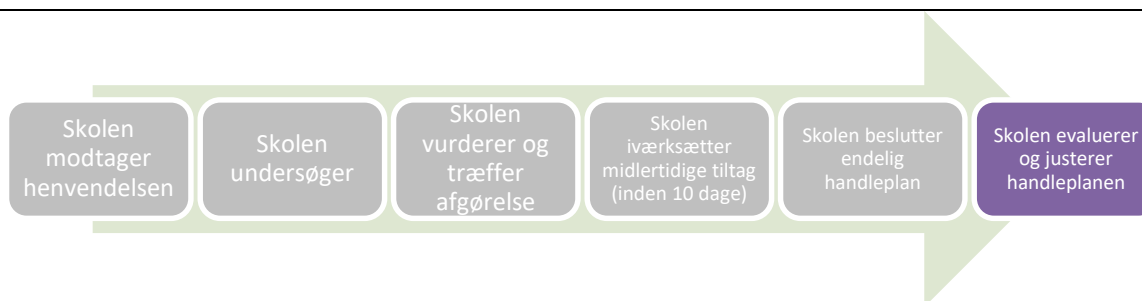 Skolen
modtager
henvendelsen
Skolen
undersøger
Skolen
vurderer og
træffer
afgørelse
Skolen
iværksætter
midlertidige tiltag
(inden 10 dage)
Skolen beslutter
endelig
handleplan
Skolen evaluerer
og justerer
handleplanen